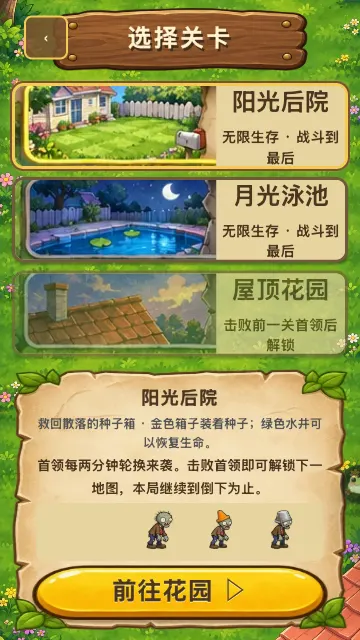 选择关卡
阳光后院
无限生存 · 战斗到
最后
月光泳池
无限生存 · 战斗到
最后
屋顶花园
击败前一关首领后
解锁
阳光后院
救回散落的种子箱 · 金色箱子装着种子；绿色水井可
以恢复生命。
首领每两分钟轮换来袭。击败首领即可解锁下一
地图，本局继续到倒下为止。
前往花园 ▷